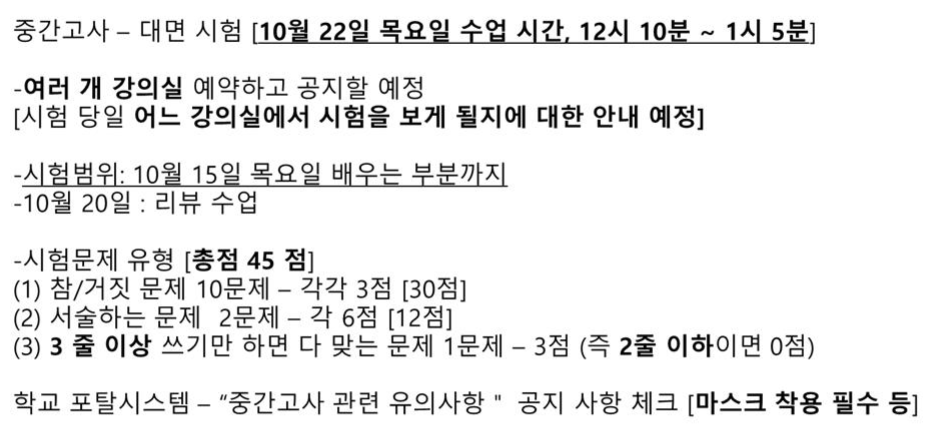 중간고사 – 대면 시험 [10월 22일 목요일 수업 시간, 12시 10분 ~ 1시 5분]
-여러 개 강의실 예약하고 공지할 예정
[시험 당일 어느 강의실에서 시험을 보게 될지에 대한 안내 예정]
-시험범위: 10월 15일 목요일 배우는 부분까지
-10월 20일 : 리뷰 수업
-시험문제 유형 [총점 45 점]
(1) 참/거짓 문제 10문제 – 각각 3점 [30점]
(2) 서술하는 문제  2문제 – 각 6점 [12점]
(3) 3 줄 이상 쓰기만 하면 다 맞는 문제 1문제 – 3점 (즉 2줄 이하이면 0점)
학교 포탈시스템 – “중간고사 관련 유의사항 "  공지 사항 체크 [마스크 착용 필수 등]